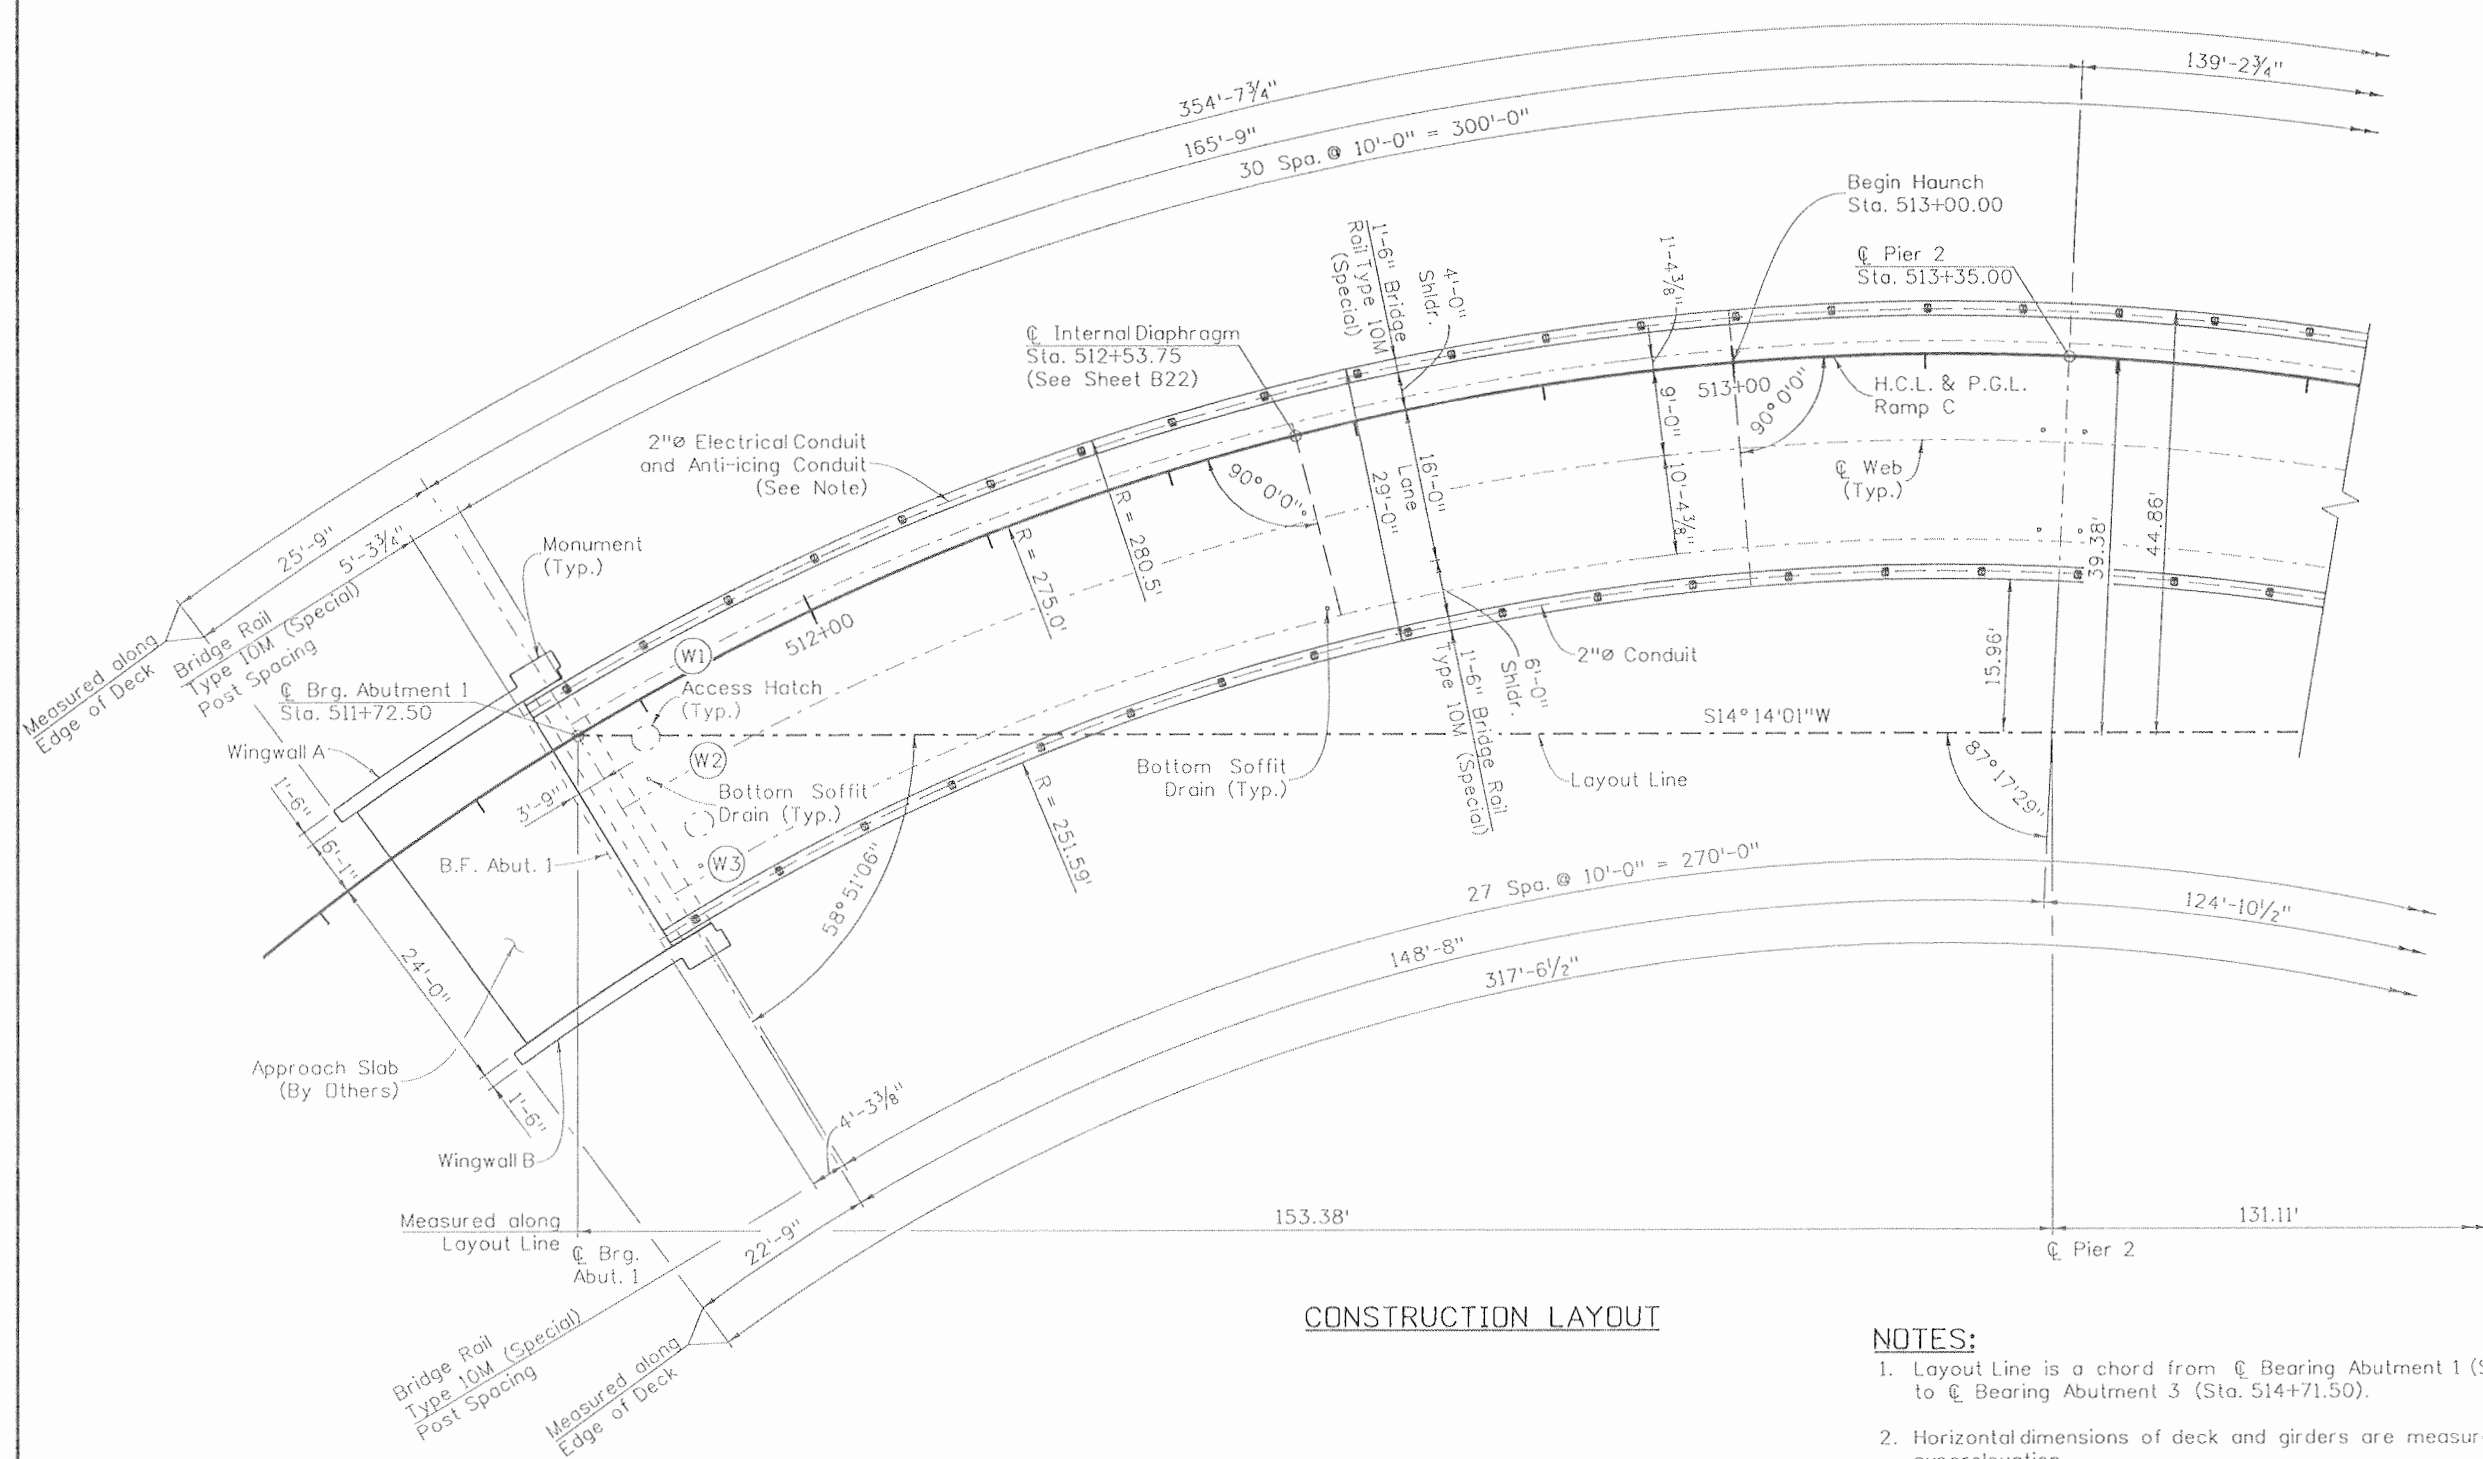 354'-7¾"
165'-9"
30 Spa. @ 10'-0" = 300'-0"
139'-2¾"
Begin Haunch
Sta. 513+00.00
℄ Pier 2
Sta. 513+35.00
1'-6" Bridge
Rail Type 10M
(Special)
4'-0"
Shldr.
1'-4⅜"
℄ Internal Diaphragm
Sta. 512+53.75
(See Sheet B22)
2"Ø Electrical Conduit
and Anti-icing Conduit
(See Note)
90°0'0"
513+00
90°0'0"
H.C.L. & P.G.L.
Ramp C
℄ Web
(Typ.)
9'-0"
10'-4⅜"
16'-0"
Lane
29'-0"
R = 280.5'
R = 275.0'
39.38'
44.86'
15.96'
25'-9"
5'-3¾"
Monument
(Typ.)
Measured along
Edge of Deck
Bridge Rail
Type 10M (Special)
Post Spacing
℄ Brg. Abutment 1
Sta. 511+72.50
Wingwall A
512+00
W1
Access Hatch
(Typ.)
W2
Bottom Soffit
Drain (Typ.)
W3
3'-9"
B.F. Abut. 1
1'-6"
6'-1"
24'-0"
1'-6"
Approach Slab
(By Others)
Wingwall B
58°51'06"
R = 251.59'
Bottom Soffit
Drain (Typ.)
1'-6" Bridge Rail
Type 10M (Special)
6'-0"
Shldr.
2"Ø Conduit
S14°14'01"W
Layout Line
87°17'29"
27 Spa. @ 10'-0" = 270'-0"
148'-8"
317'-6½"
124'-10½"
4'-3⅜"
22'-9"
Measured along
Layout Line
℄ Brg.
Abut. 1
153.38'
131.11'
℄ Pier 2
Bridge Rail
Type 10M (Special)
Post Spacing
Measured along
Edge of Deck
CONSTRUCTION LAYOUT
NOTES:
1. Layout Line is a chord from ℄ Bearing Abutment 1 (S
to ℄ Bearing Abutment 3 (Sta. 514+71.50).
2. Horizontal dimensions of deck and girders are measur